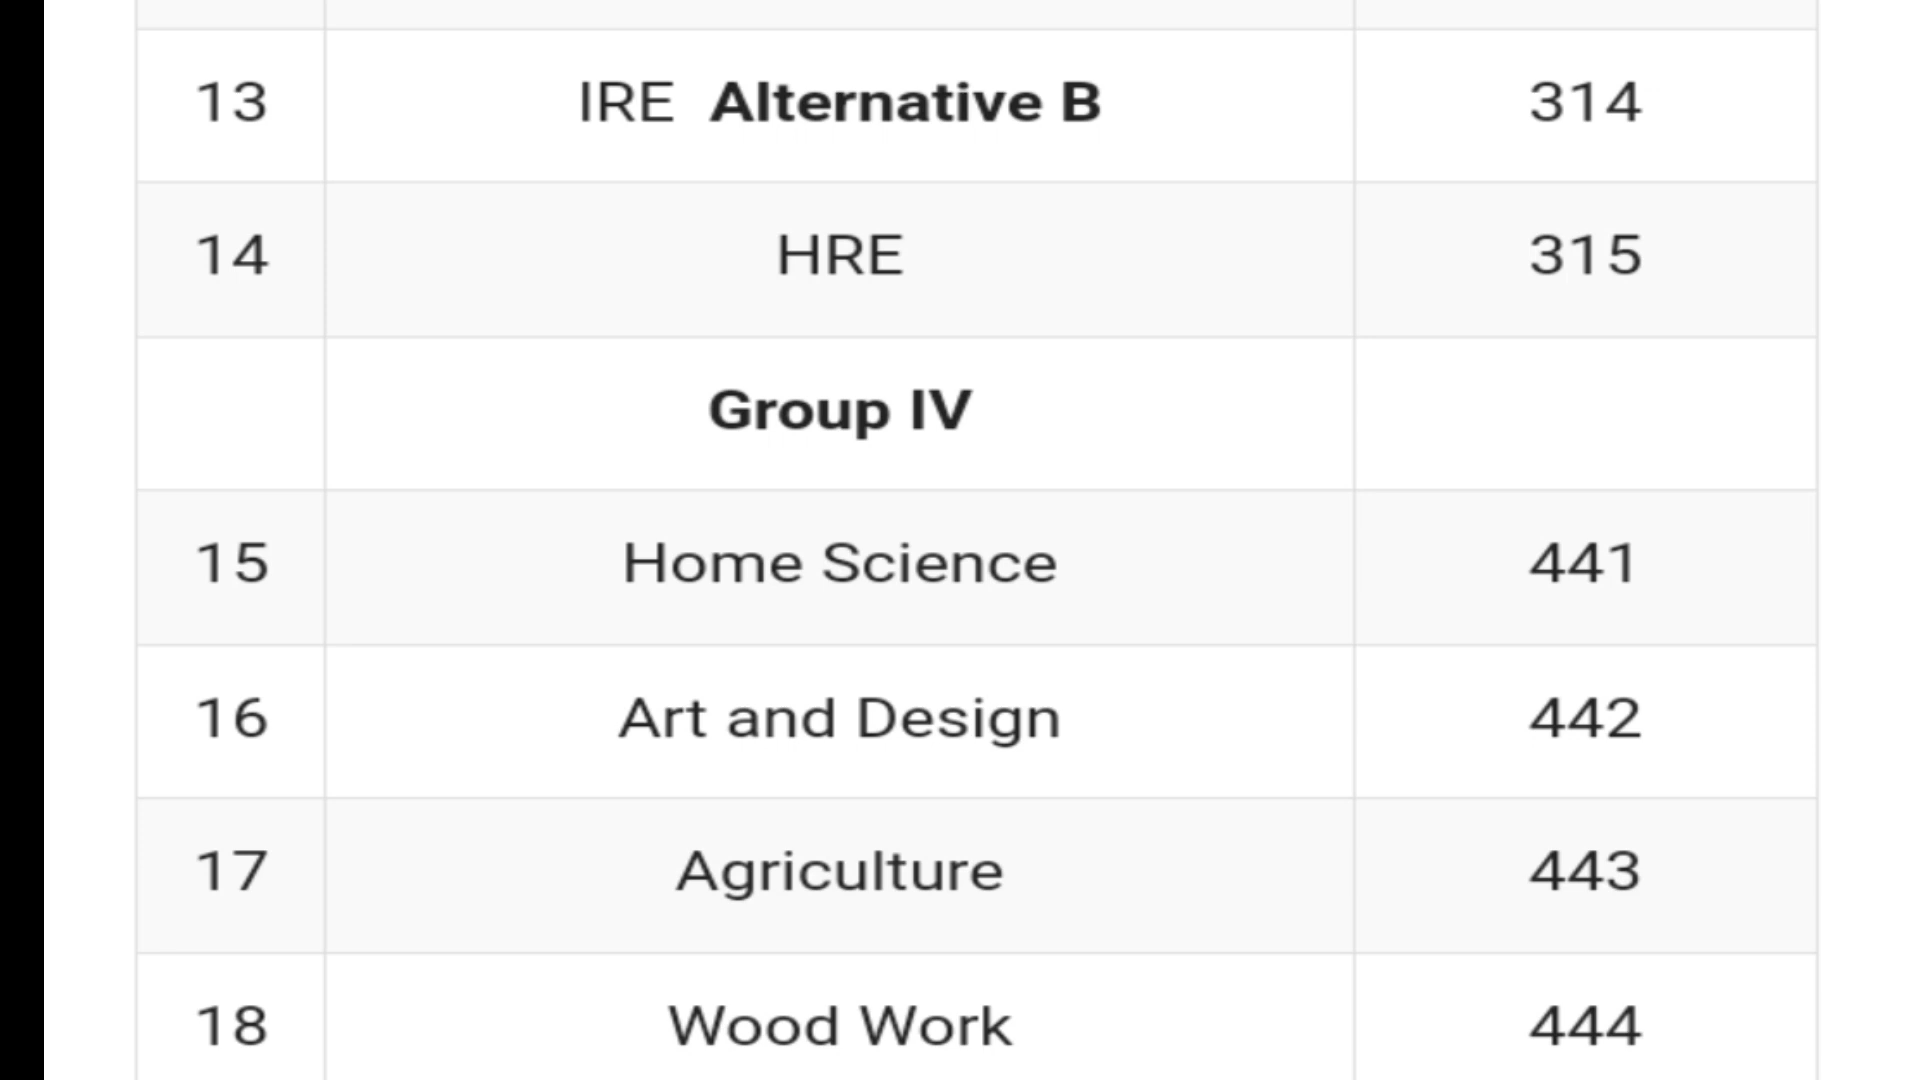 13 IRE Alternative B 314
14 HRE 315
Group IV
15 Home Science 441
16 Art and Design 442
17 Agriculture 443
18 Wood Work 444